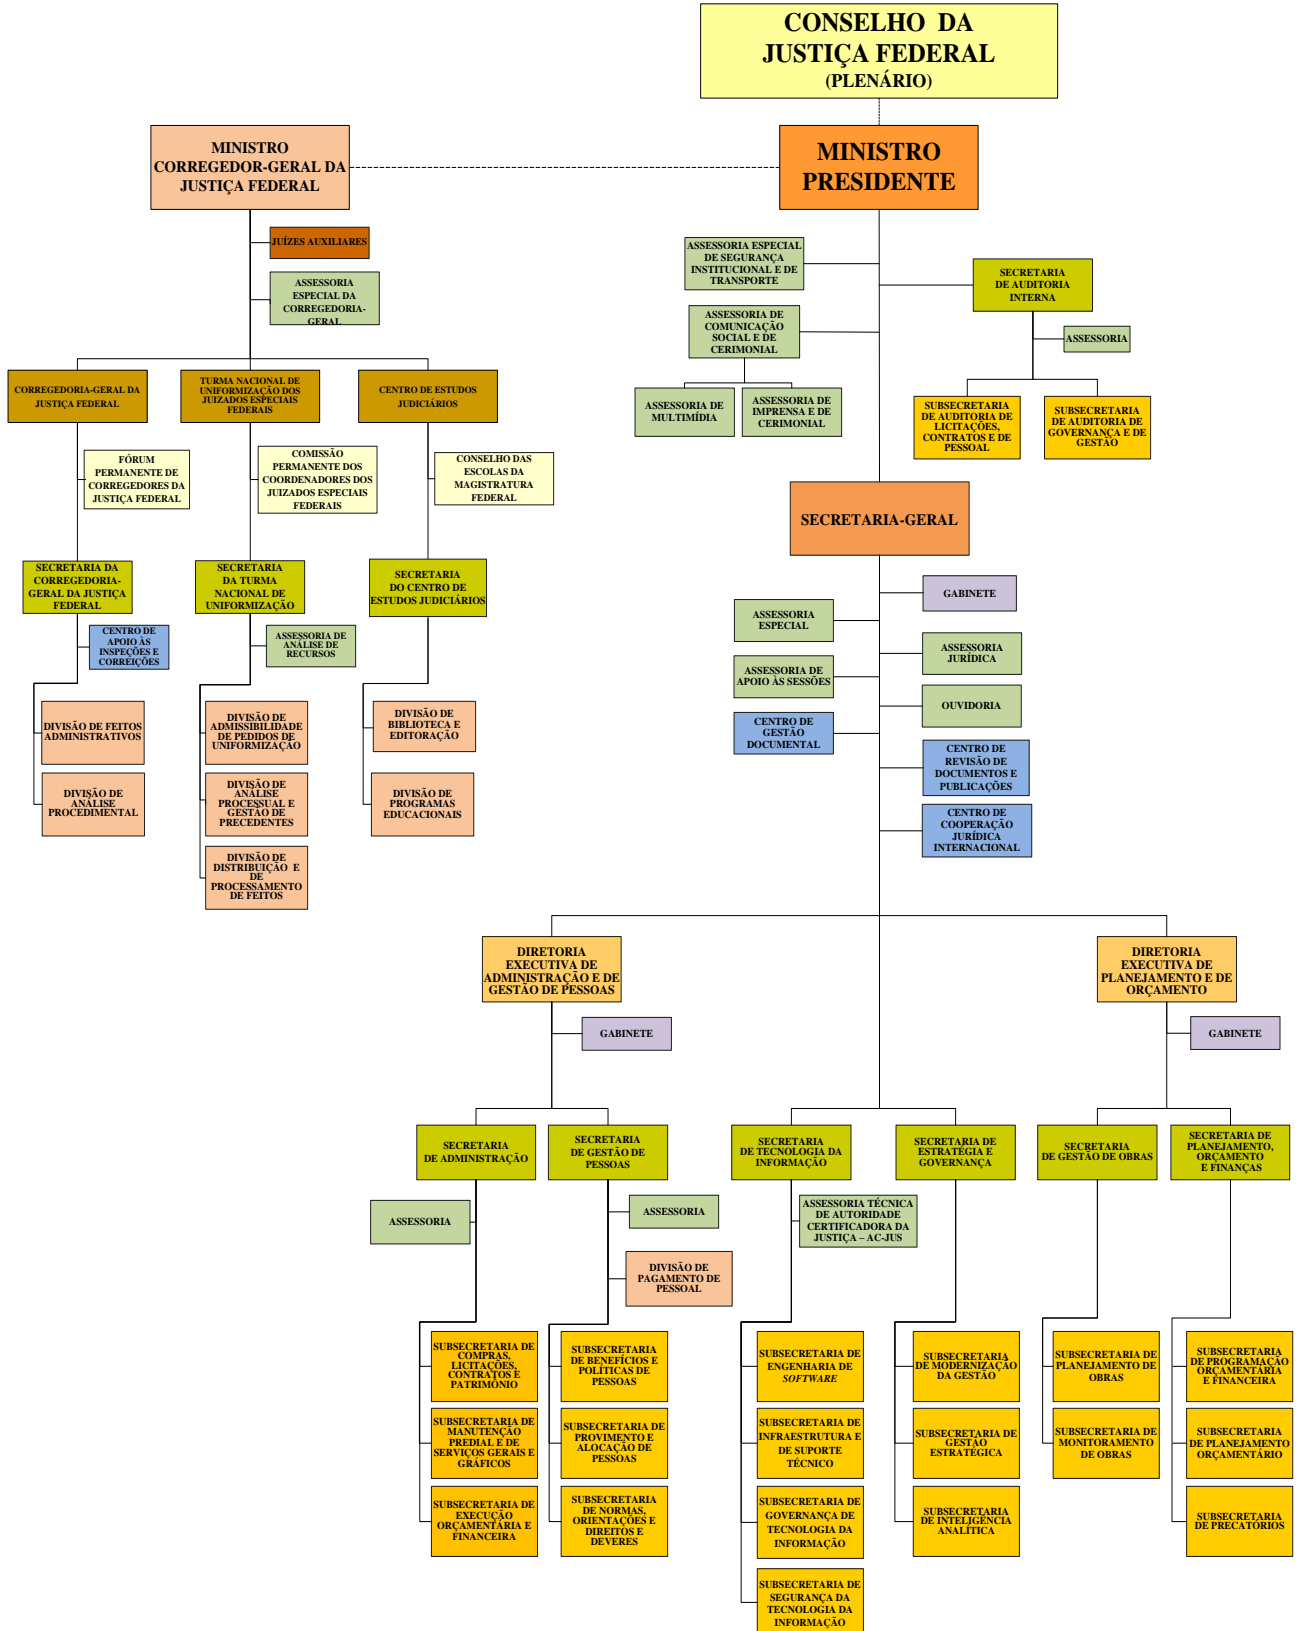 CONSELHO DA
JUSTIÇA FEDERAL
(PLENÁRIO)
MINISTRO
CORREGEDOR-GERAL DA
JUSTIÇA FEDERAL
MINISTRO
PRESIDENTE
JUÍZES AUXILIARES
ASSESSORIA
ESPECIAL DA
CORREGEDORIA-
GERAL
ASSESSORIA ESPECIAL
DE SEGURANÇA
INSTITUCIONAL E DE
TRANSPORTE
SECRETARIA
DE AUDITORIA
INTERNA
ASSESSORIA DE
COMUNICAÇÃO
SOCIAL E DE
CERIMONIAL
ASSESSORIA
ASSESSORIA DE
MULTIMÍDIA
ASSESSORIA DE
IMPRENSA E DE
CERIMONIAL
SUBSECRETARIA
DE AUDITORIA DE
LICITAÇÕES,
CONTRATOS E DE
PESSOAL
SUBSECRETARIA
DE AUDITORIA DE
GOVERNANÇA E DE
GESTÃO
CORREGEDORIA-GERAL DA
JUSTIÇA FEDERAL
TURMA NACIONAL DE
UNIFORMIZAÇÃO DOS
JUIZADOS ESPECIAIS
FEDERAIS
CENTRO DE ESTUDOS
JUDICIÁRIOS
FÓRUM
PERMANENTE DE
CORREGEDORES DA
JUSTIÇA FEDERAL
COMISSÃO
PERMANENTE DOS
COORDENADORES DOS
JUIZADOS ESPECIAIS
FEDERAIS
CONSELHO DAS
ESCOLAS DA
MAGISTRATURA
FEDERAL
SECRETARIA-GERAL
SECRETARIA DA
CORREGEDORIA-
GERAL DA JUSTIÇA
FEDERAL
SECRETARIA
DA TURMA
NACIONAL DE
UNIFORMIZAÇÃO
SECRETARIA
DO CENTRO DE
ESTUDOS JUDICIÁRIOS
CENTRO DE
APOIO ÀS
INSPEÇÕES E
CORREIÇÕES
ASSESSORIA DE
ANÁLISE DE
RECURSOS
GABINETE
ASSESSORIA
ESPECIAL
ASSESSORIA
JURÍDICA
ASSESSORIA DE
APOIO ÀS SESSÕES
OUVIDORIA
CENTRO DE
GESTÃO
DOCUMENTAL
CENTRO DE
REVISÃO DE
DOCUMENTOS E
PUBLICAÇÕES
CENTRO DE
COOPERAÇÃO
JURÍDICA
INTERNACIONAL
DIVISÃO DE FEITOS
ADMINISTRATIVOS
DIVISÃO DE
ADMISSIBILIDADE
DE PEDIDOS DE
UNIFORMIZAÇÃO
DIVISÃO DE
BIBLIOTECA E
EDITORAÇÃO
DIVISÃO DE
ANÁLISE
PROCEDIMENTAL
DIVISÃO DE
ANÁLISE
PROCESSUAL E
GESTÃO DE
PRECEDENTES
DIVISÃO DE
PROGRAMAS
EDUCACIONAIS
DIVISÃO DE
DISTRIBUIÇÃO E
DE
PROCESSAMENTO
DE FEITOS
DIRETORIA
EXECUTIVA DE
ADMINISTRAÇÃO E DE
GESTÃO DE PESSOAS
DIRETORIA
EXECUTIVA DE
PLANEJAMENTO E DE
ORÇAMENTO
GABINETE
GABINETE
SECRETARIA
DE ADMINISTRAÇÃO
SECRETARIA
DE GESTÃO DE
PESSOAS
SECRETARIA
DE TECNOLOGIA DA
INFORMAÇÃO
SECRETARIA DE
ESTRATÉGIA E
GOVERNANÇA
SECRETARIA
DE GESTÃO DE OBRAS
SECRETARIA DE
PLANEJAMENTO,
ORÇAMENTO
E FINANÇAS
ASSESSORIA
ASSESSORIA
ASSESSORIA TÉCNICA
DE AUTORIDADE
CERTIFICADORA DA
JUSTIÇA – AC-JUS
DIVISÃO DE
PAGAMENTO DE
PESSOAL
SUBSECRETARIA DE
COMPRAS,
LICITAÇÕES,
CONTRATOS E
PATRIMÔNIO
SUBSECRETARIA
DE BENEFÍCIOS E
POLÍTICAS DE
PESSOAS
SUBSECRETARIA DE
ENGENHARIA DE
SOFTWARE
SUBSECRETARIA
DE MODERNIZAÇÃO
DA GESTÃO
SUBSECRETARIA DE
PLANEJAMENTO DE
OBRAS
SUBSECRETARIA
DE PROGRAMAÇÃO
ORÇAMENTÁRIA
E FINANCEIRA
SUBSECRETARIA DE
MANUTENÇÃO
PREDIAL E DE
SERVIÇOS GERAIS E
GRÁFICOS
SUBSECRETARIA DE
PROVIMENTO E
ALOCAÇÃO DE
PESSOAS
SUBSECRETARIA DE
INFRAESTRUTURA E
DE SUPORTE
TÉCNICO
SUBSECRETARIA DE
GESTÃO
ESTRATÉGICA
SUBSECRETARIA DE
MONITORAMENTO
DE OBRAS
SUBSECRETARIA
DE PLANEJAMENTO
ORÇAMENTÁRIO
SUBSECRETARIA DE
EXECUÇÃO
ORÇAMENTÁRIA E
FINANCEIRA
SUBSECRETARIA
DE NORMAS,
ORIENTAÇÕES E
DIREITOS E
DEVERES
SUBSECRETARIA DE
GOVERNANÇA DE
TECNOLOGIA DA
INFORMAÇÃO
SUBSECRETARIA
DE INTELIGÊNCIA
ANALÍTICA
SUBSECRETARIA
DE PRECATÓRIOS
SUBSECRETARIA DE
SEGURANÇA DA
TECNOLOGIA DA
INFORMAÇÃO